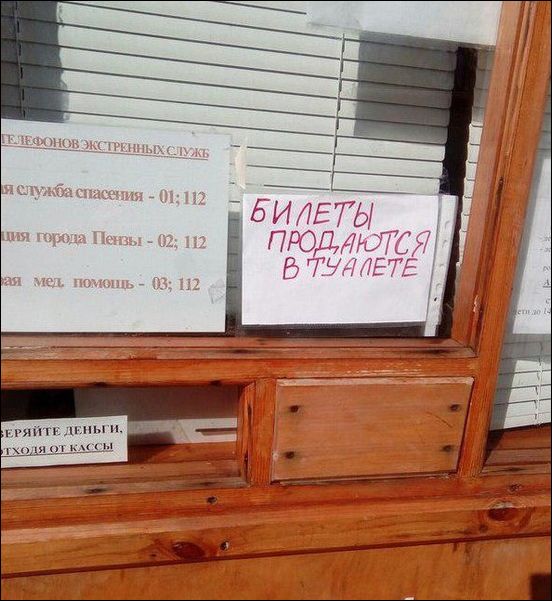 ТЕЛЕФОНОВ ЭКСТРЕННЫХ СЛУЖБ
служба спасения - 01; 112
города Пензы - 02; 112
мед. помощь - 03; 112
БИЛЕТЫ
ПРОДАЮТСЯ
В ТУАЛЕТЕ
ВЕРЯЙТЕ ДЕНЬГИ,
ОТХОДЯ ОТ КАССЫ